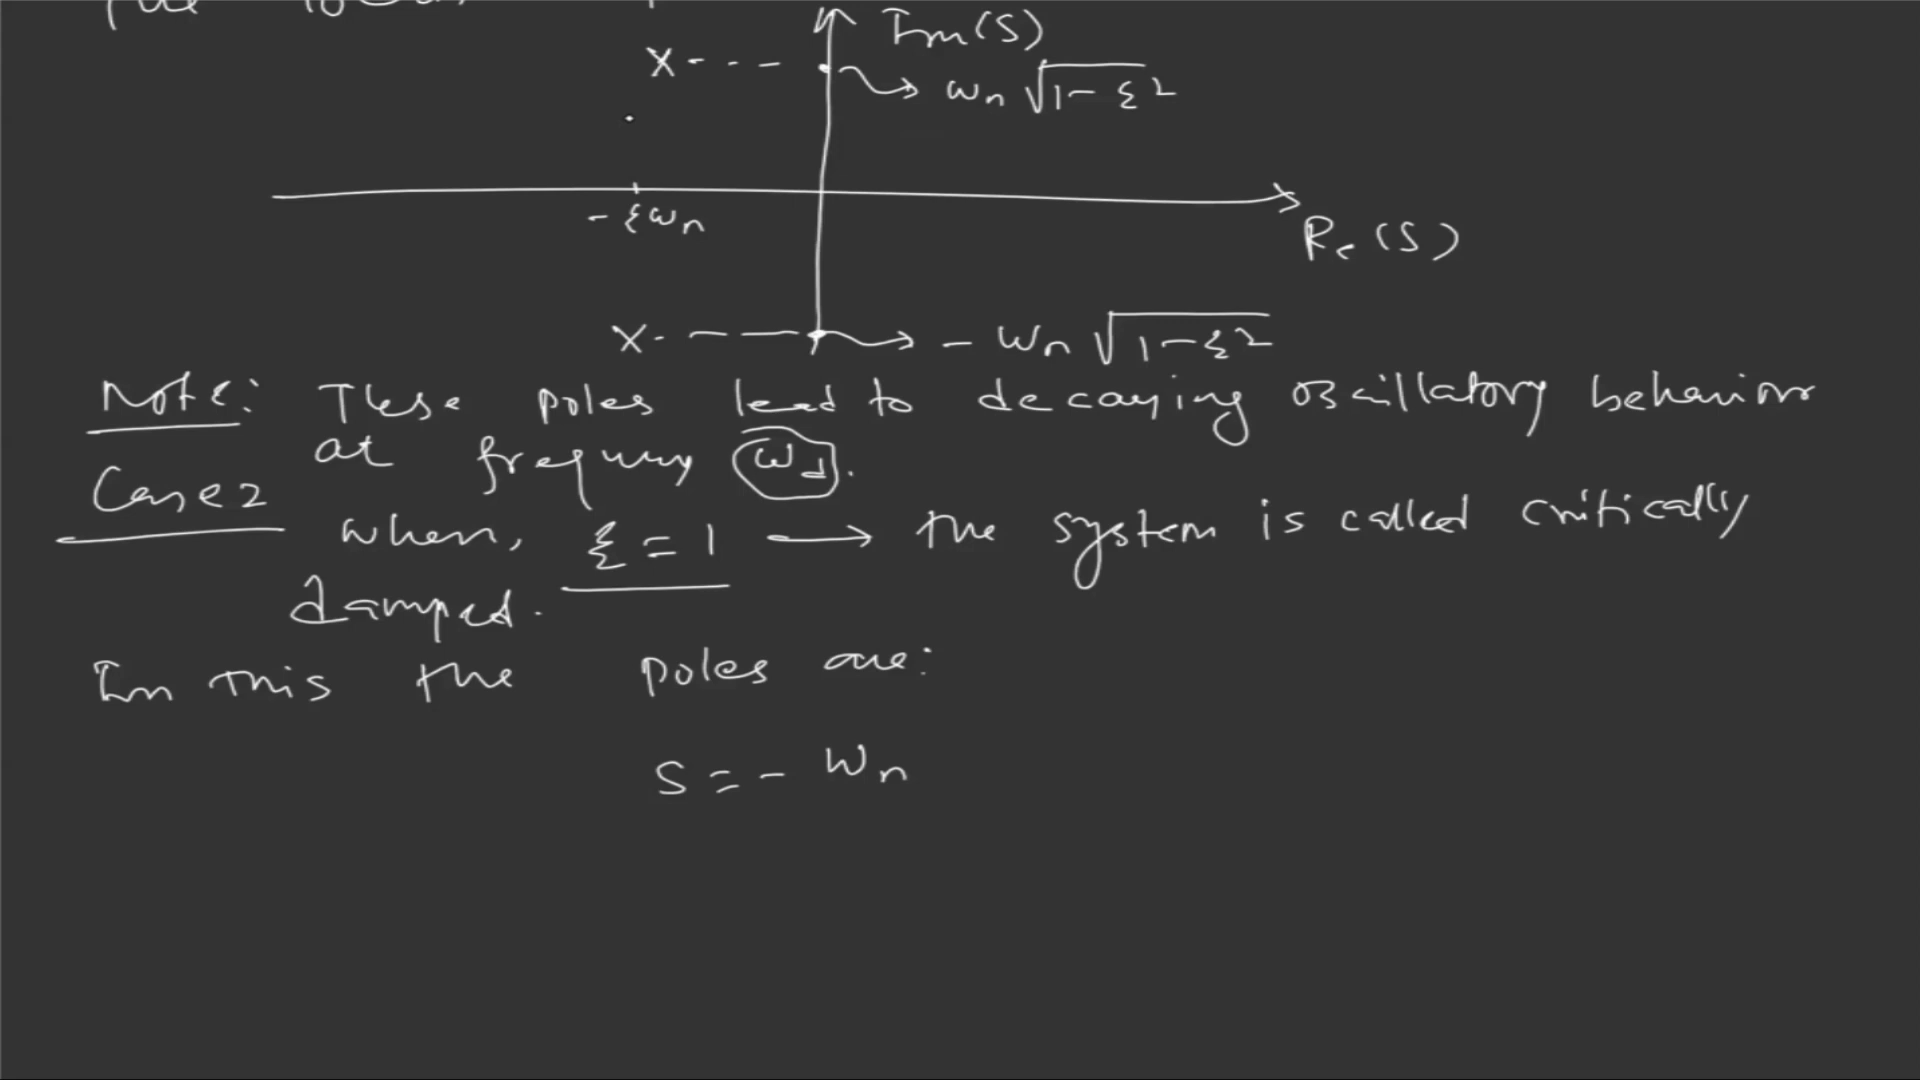 The
Im(s)
x - - -
ωn √1-ξ²
-ξωn
Re(s)
x - - -
- ωn √1-ξ²
Note: These poles lead to decaying oscillatory behavior
at frequency ωd.
Case 2
when, ξ = 1 → the system is called critically
damped.
In this the poles are:
s = - ωn